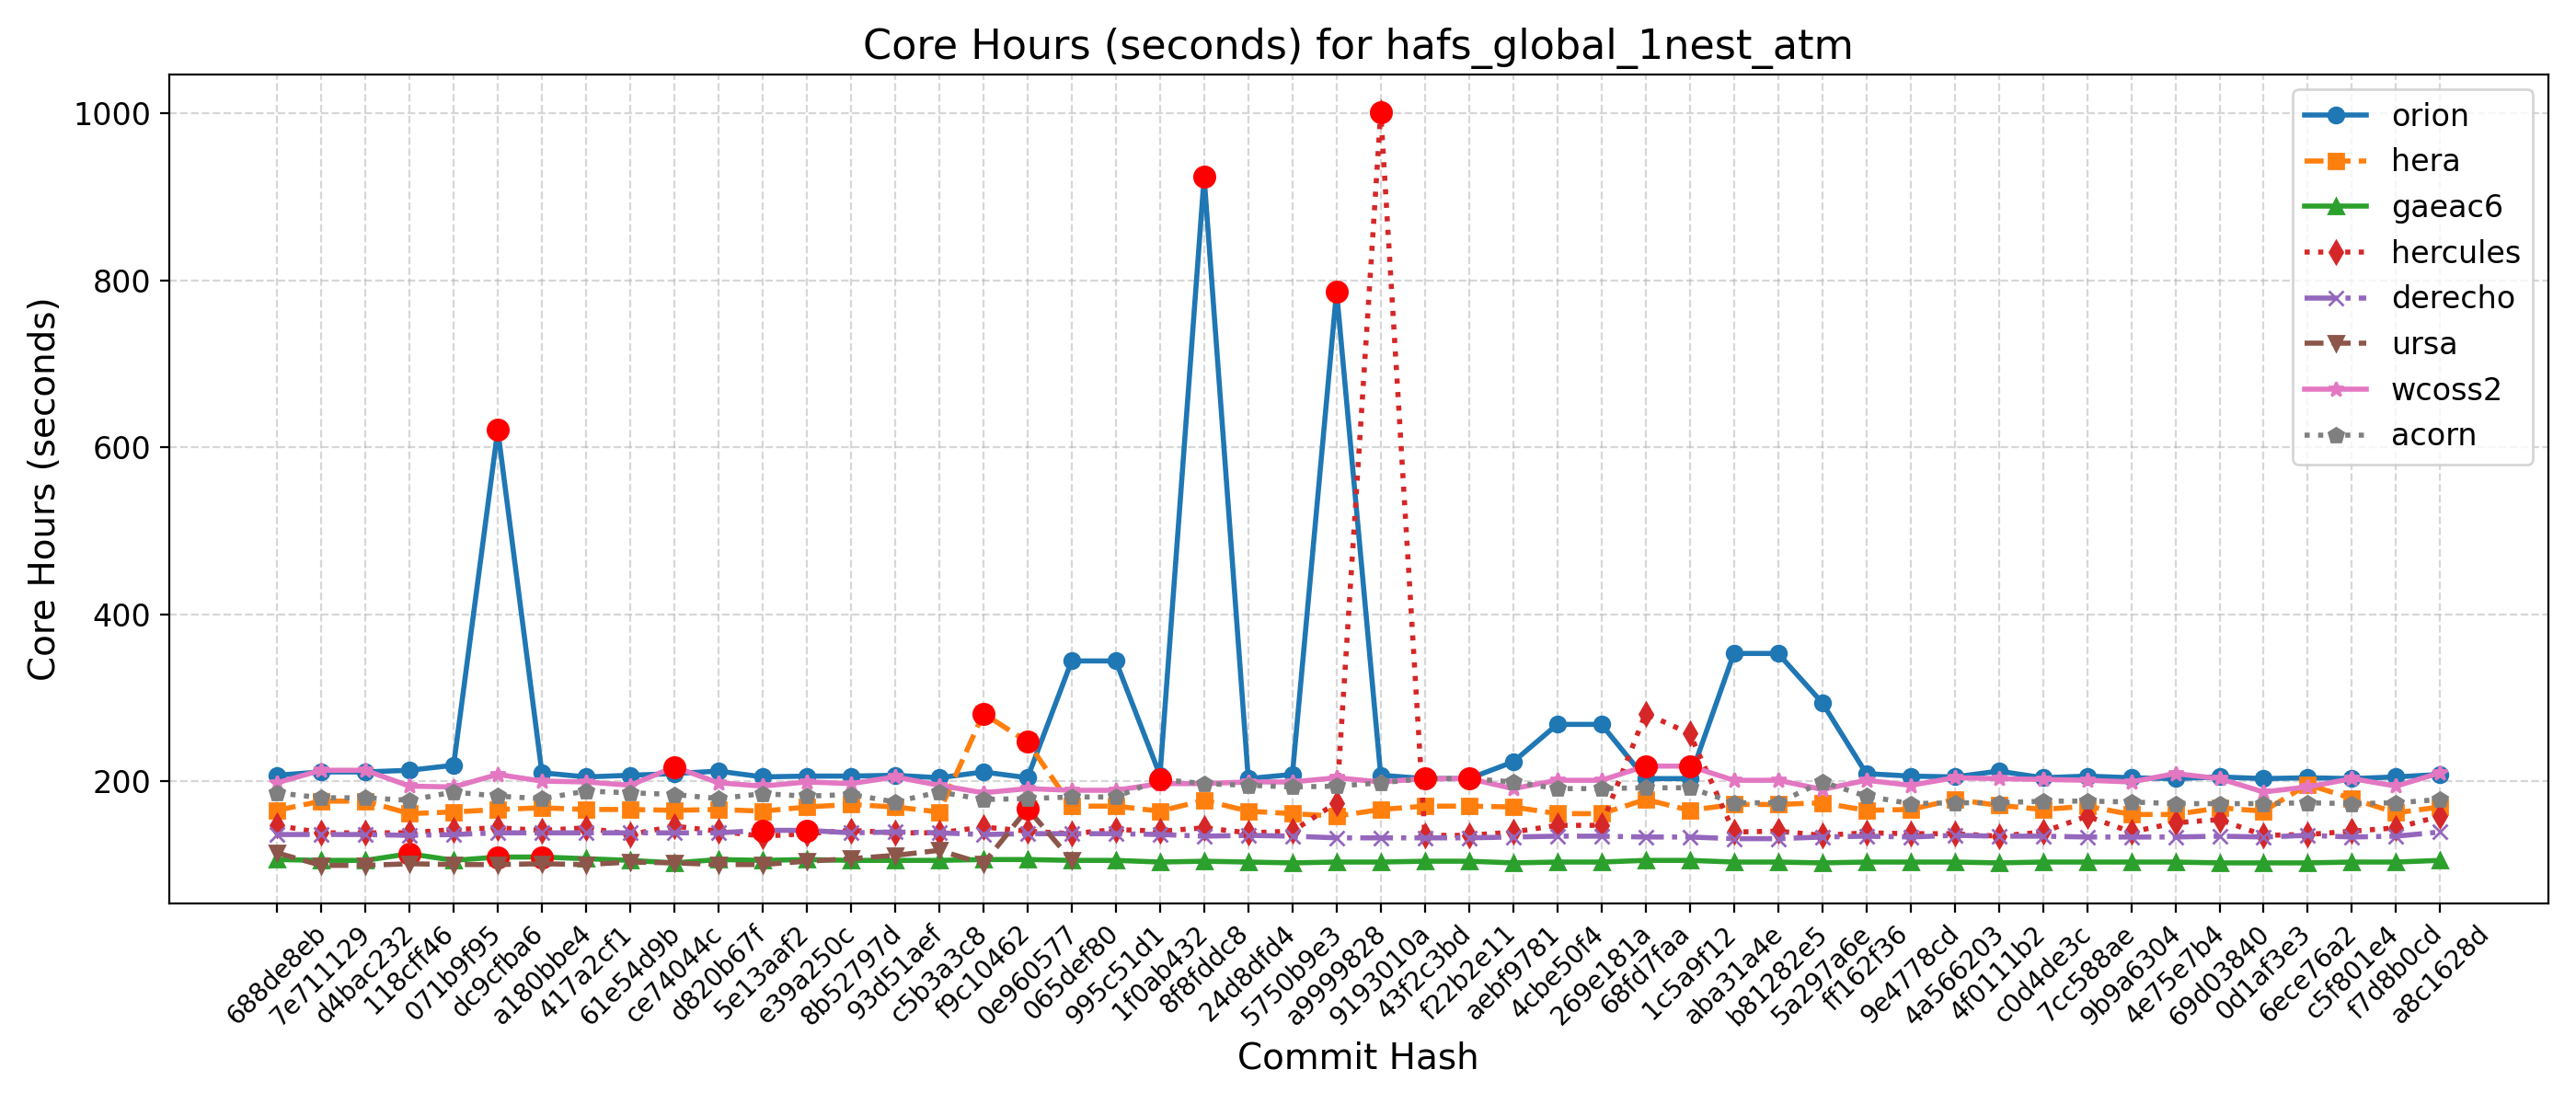 Core Hours (seconds) for hafs_global_1nest_atm
Core Hours (seconds)
1000
800
600
400
200
orion
hera
gaeac6
hercules
derecho
ursa
wcoss2
acorn
688de8eb
7e711129
d4bac232
118cff46
071b9f95
dc9cfba6
a180bbe4
417a2cf1
61e54d9b
ce74044c
d820b67f
5e13aaf2
e39a250c
8b52797d
93d51aef
c5b3a3c8
f9c10462
0e960577
065def80
995c51d1
1f0ab432
8f8fddc8
24d8dfd4
5750b9e3
a9999828
9193010a
43f2c3bd
f22b2e11
aebf9781
4cbe50f4
269e181a
68fd7faa
1c5a9f12
aba31a4e
b81282e5
5a297a6e
ff162f36
9e4778cd
4a566203
4f0111b2
c0d4de3c
7cc588ae
9b9a6304
4e75e7b4
69d03840
0d1af3e3
6ece76a2
c5f801e4
f7d8b0cd
a8c1628d
Commit Hash